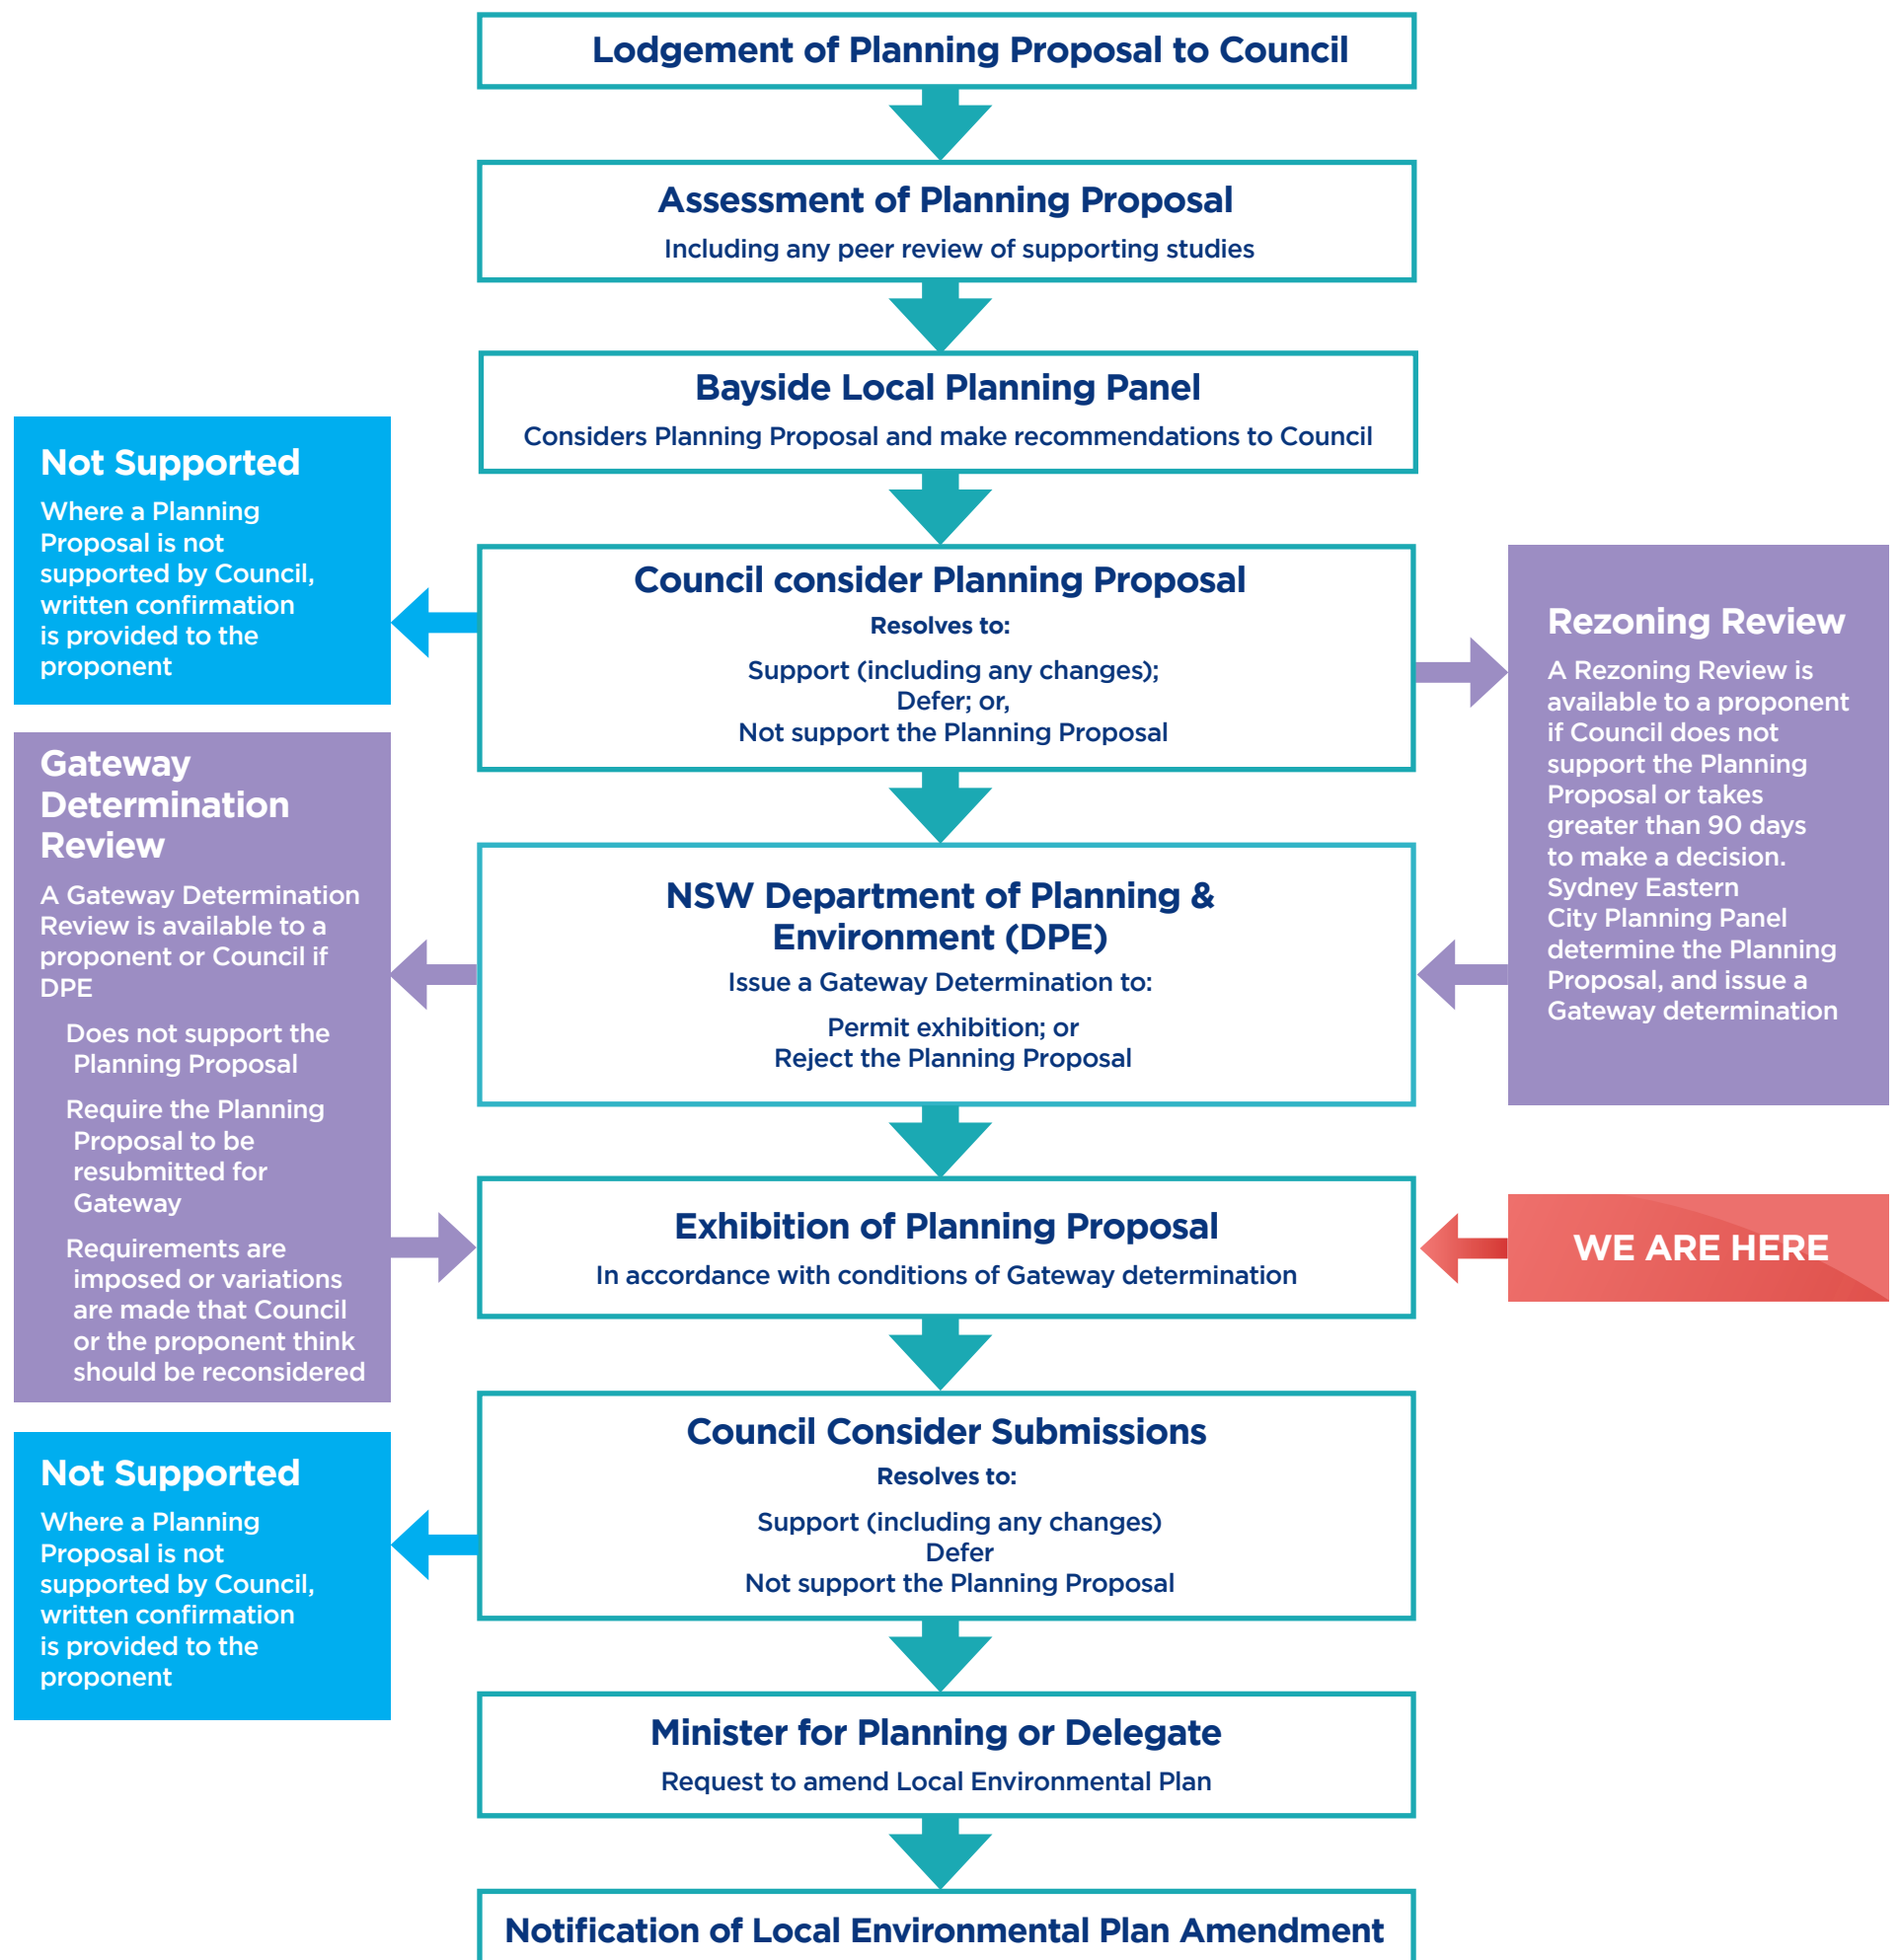 Lodgement of Planning Proposal to Council
Assessment of Planning Proposal
Including any peer review of supporting studies
Bayside Local Planning Panel
Considers Planning Proposal and make recommendations to Council
Not Supported
Where a Planning
Proposal is not
supported by Council,
written confirmation
is provided to the
proponent
Council consider Planning Proposal
Resolves to:
Support (including any changes);
Defer; or,
Not support the Planning Proposal
Rezoning Review
A Rezoning Review is
available to a proponent
if Council does not
support the Planning
Proposal or takes
greater than 90 days
to make a decision.
Sydney Eastern
City Planning Panel
determine the Planning
Proposal, and issue a
Gateway determination
Gateway
Determination
Review
A Gateway Determination
Review is available to a
proponent or Council if
DPE
Does not support the
Planning Proposal
Require the Planning
Proposal to be
resubmitted for
Gateway
Requirements are
imposed or variations
are made that Council
or the proponent think
should be reconsidered
NSW Department of Planning &
Environment (DPE)
Issue a Gateway Determination to:
Permit exhibition; or
Reject the Planning Proposal
Exhibition of Planning Proposal
In accordance with conditions of Gateway determination
WE ARE HERE
Council Consider Submissions
Resolves to:
Support (including any changes)
Defer
Not support the Planning Proposal
Not Supported
Where a Planning
Proposal is not
supported by Council,
written confirmation
is provided to the
proponent
Minister for Planning or Delegate
Request to amend Local Environmental Plan
Notification of Local Environmental Plan Amendment